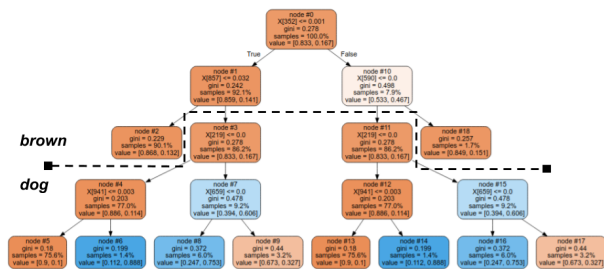 node #0
X[352] <= 0.001
gini = 0.278
samples = 100.0%
value = [0.833, 0.167]
True
False
node #1
X[857] <= 0.032
gini = 0.242
samples = 92.1%
value = [0.859, 0.141]
node #10
X[590] <= 0.0
gini = 0.498
samples = 7.9%
value = [0.533, 0.467]
brown
node #2
gini = 0.229
samples = 90.1%
value = [0.868, 0.132]
node #3
X[219] <= 0.0
gini = 0.278
samples = 86.2%
value = [0.833, 0.167]
node #11
X[219] <= 0.0
gini = 0.278
samples = 86.2%
value = [0.833, 0.167]
node #18
gini = 0.257
samples = 1.7%
value = [0.849, 0.151]
dog
node #4
X[941] <= 0.003
gini = 0.203
samples = 77.0%
value = [0.886, 0.114]
node #7
X[659] <= 0.0
gini = 0.478
samples = 9.2%
value = [0.394, 0.606]
node #12
X[941] <= 0.003
gini = 0.203
samples = 77.0%
value = [0.886, 0.114]
node #15
X[659] <= 0.0
gini = 0.478
samples = 9.2%
value = [0.394, 0.606]
node #5
gini = 0.18
samples = 75.6%
value = [0.9, 0.1]
node #6
gini = 0.199
samples = 1.4%
value = [0.112, 0.888]
node #8
gini = 0.372
samples = 6.0%
value = [0.247, 0.753]
node #9
gini = 0.44
samples = 3.2%
value = [0.673, 0.327]
node #13
gini = 0.18
samples = 75.6%
value = [0.9, 0.1]
node #14
gini = 0.199
samples = 1.4%
value = [0.112, 0.888]
node #16
gini = 0.372
samples = 6.0%
value = [0.247, 0.753]
node #17
gini = 0.44
samples = 3.2%
value = [0.673, 0.327]